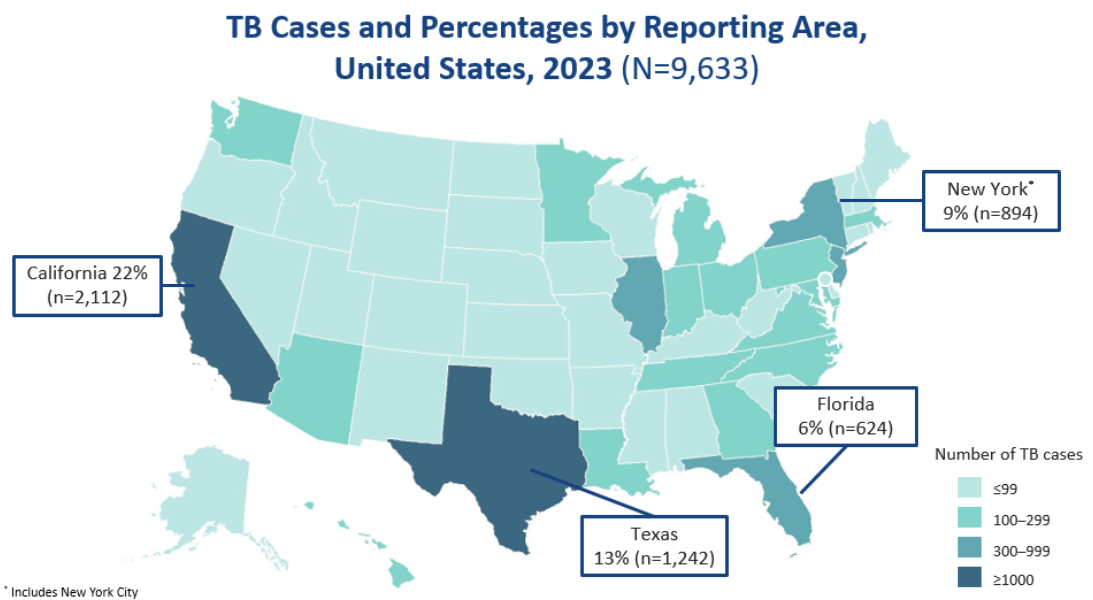 TB Cases and Percentages by Reporting Area,
United States, 2023 (N=9,633)
New York*
9% (n=894)
California 22%
(n=2,112)
Florida
6% (n=624)
Texas
13% (n=1,242)
Number of TB cases
≤99
100–299
300–999
≥1000
* Includes New York City